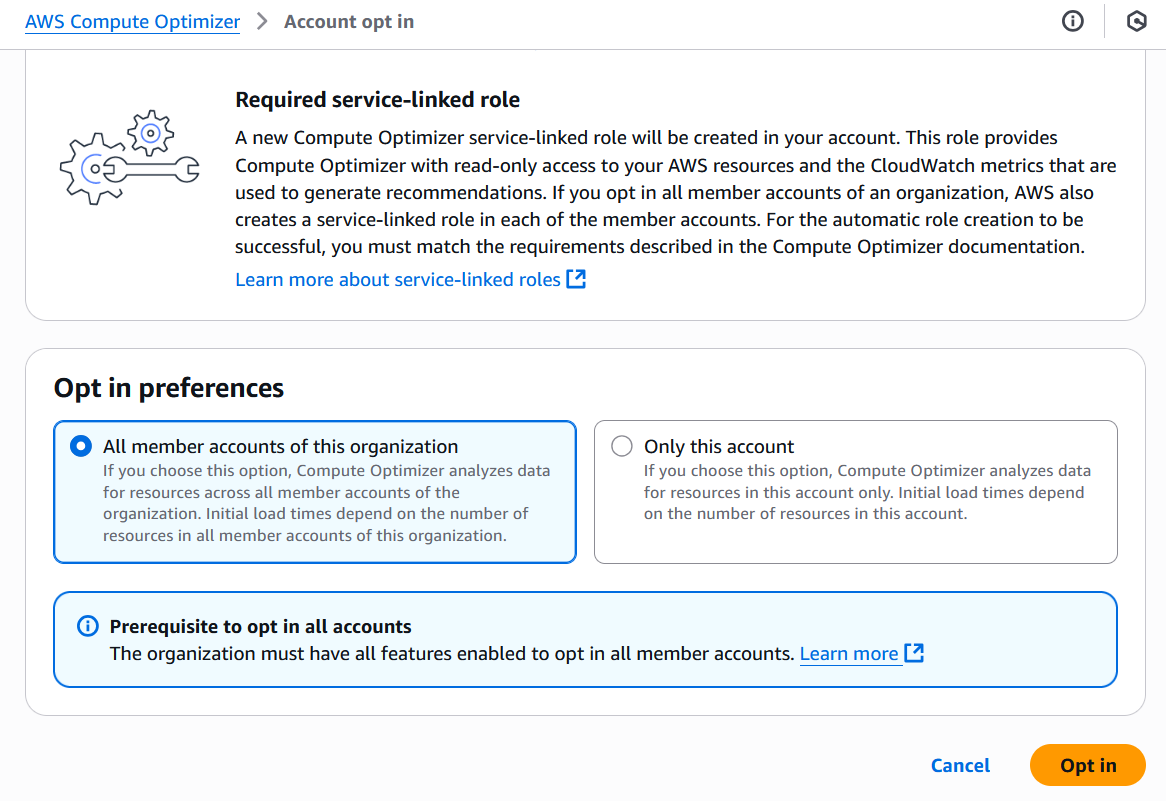 AWS Compute Optimizer > Account opt in
Required service-linked role
A new Compute Optimizer service-linked role will be created in your account. This role provides
Compute Optimizer with read-only access to your AWS resources and the CloudWatch metrics that are
used to generate recommendations. If you opt in all member accounts of an organization, AWS also
creates a service-linked role in each of the member accounts. For the automatic role creation to be
successful, you must match the requirements described in the Compute Optimizer documentation.
Learn more about service-linked roles
Opt in preferences
All member accounts of this organization
If you choose this option, Compute Optimizer analyzes data
for resources across all member accounts of the
organization. Initial load times depend on the number of
resources in all member accounts of this organization.
Only this account
If you choose this option, Compute Optimizer analyzes data
for resources in this account only. Initial load times depend
on the number of resources in this account.
Prerequisite to opt in all accounts
The organization must have all features enabled to opt in all member accounts. Learn more
Cancel
Opt in